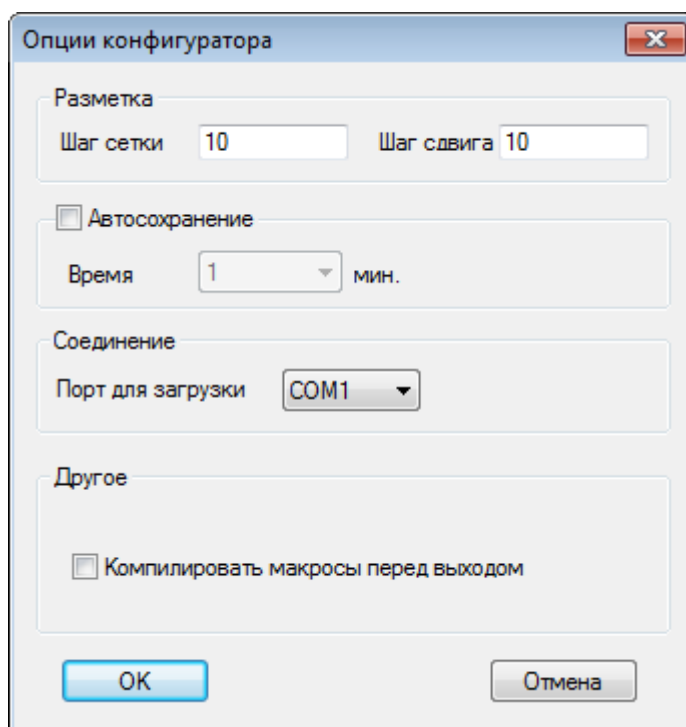 Опции конфигуратора
Разметка
Шаг сетки 10 Шаг сдвига 10
Автосохранение
Время 1 мин.
Соединение
Порт для загрузки COM1
Другое
Компилировать макросы перед выходом
OK Отмена